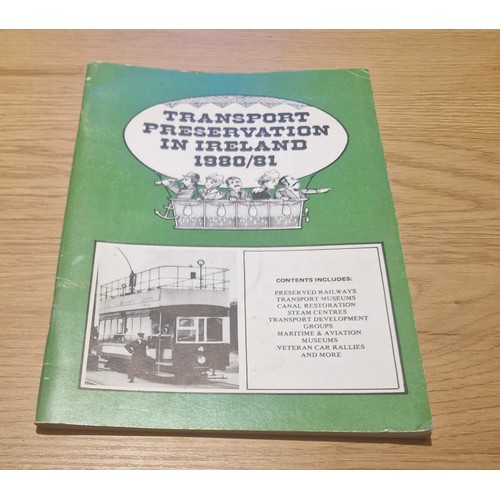 TRANSPORT
PRESERVATION
IN IRELAND
1980/81
CONTENTS INCLUDES:
PRESERVED RAILWAYS
TRANSPORT MUSEUMS
CANAL RESTORATION
STEAM CENTRES
TRANSPORT DEVELOPMENT
GROUPS
MARITIME & AVIATION
MUSEUMS
VETERAN CAR RALLIES
AND MORE
4